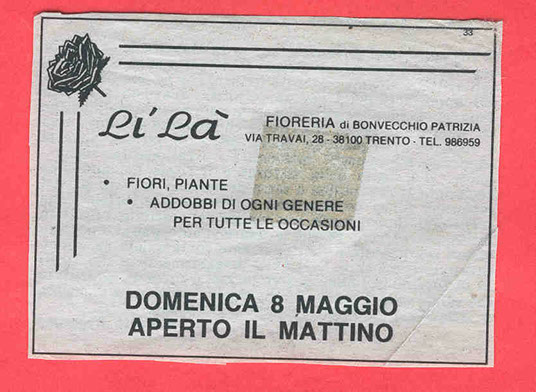 33
Li' Là
FIORERIA di BONVECCHIO PATRIZIA
VIA TRAVAI, 28 - 38100 TRENTO - TEL. 986959
• FIORI, PIANTE
• ADDOBBI DI OGNI GENERE
PER TUTTE LE OCCASIONI
DOMENICA 8 MAGGIO
APERTO IL MATTINO